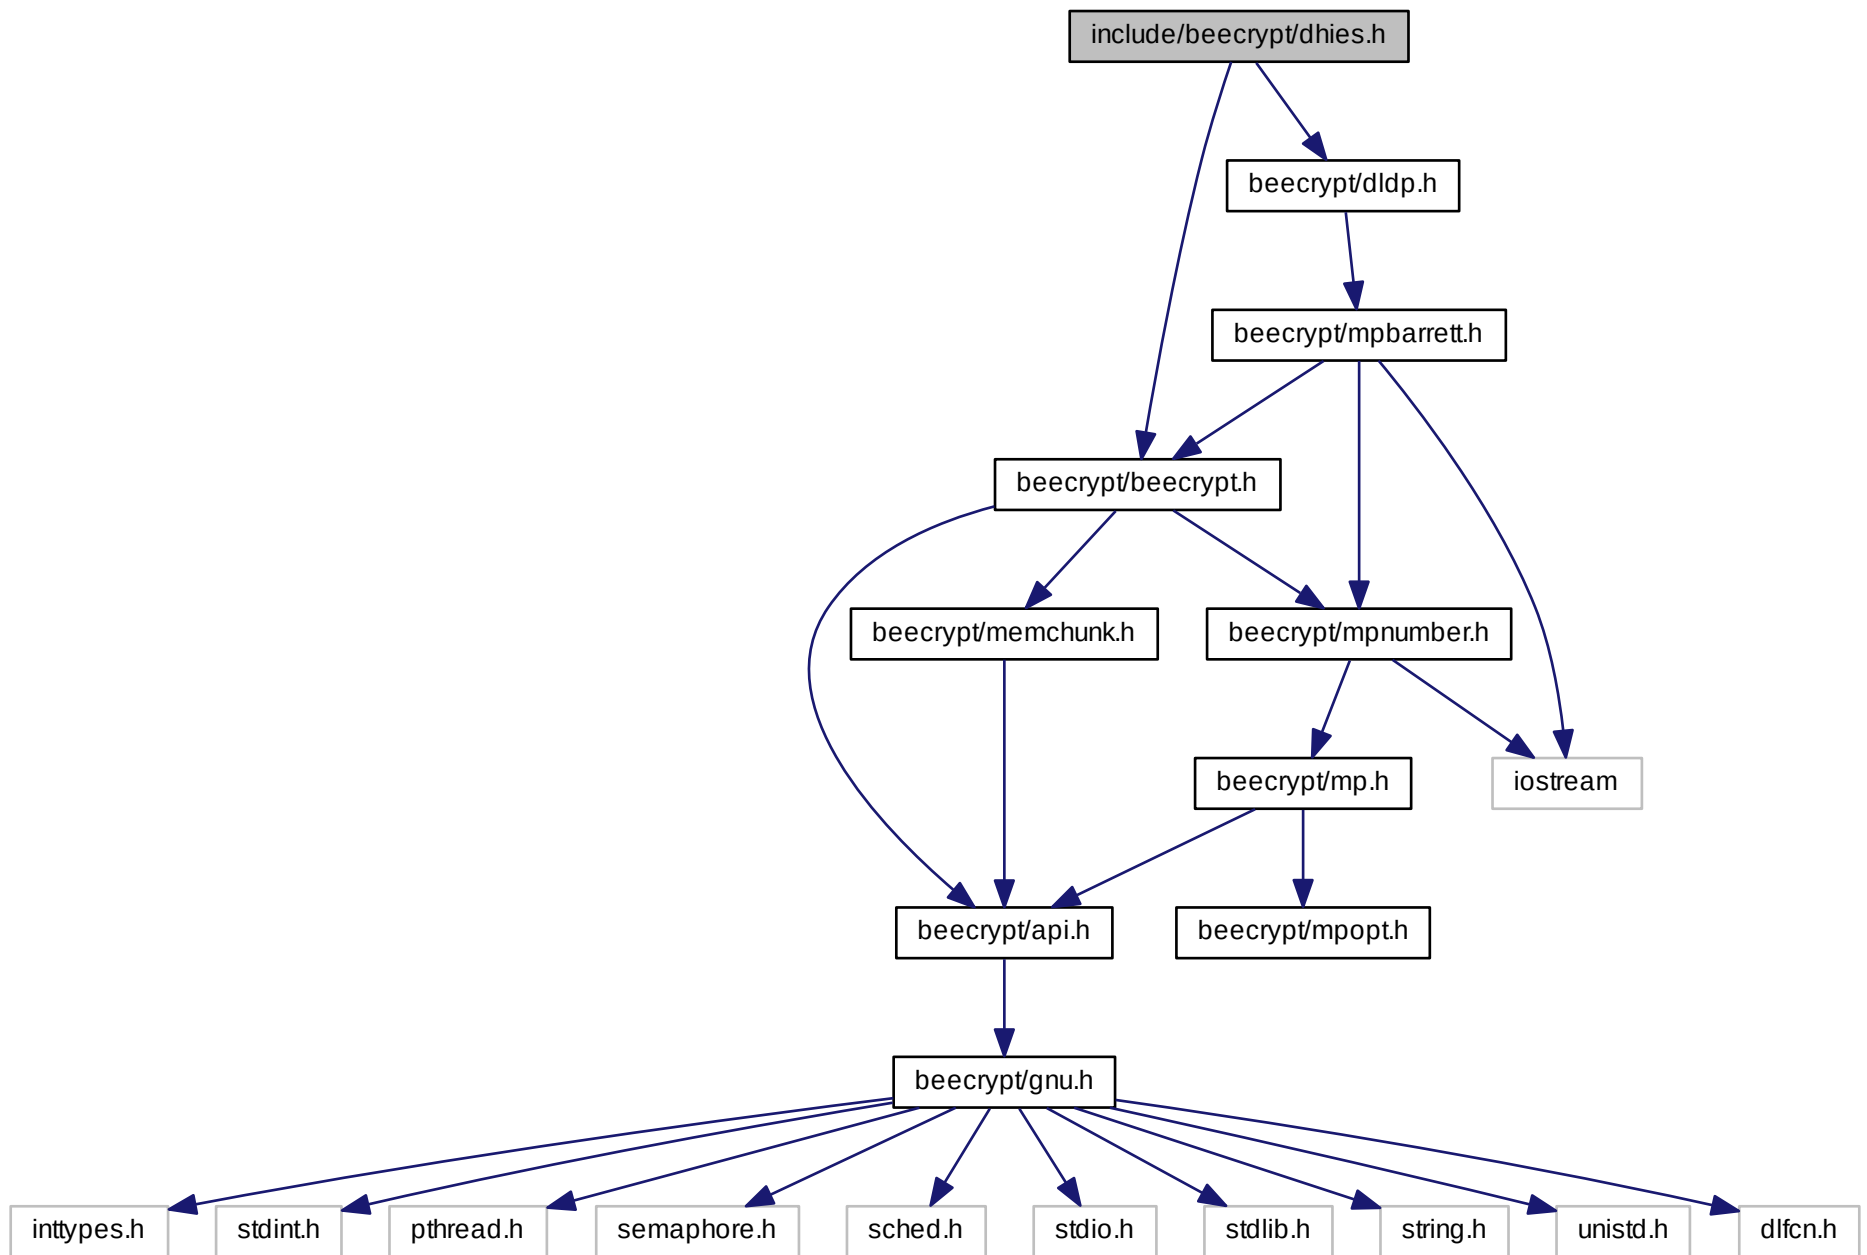 include/beecrypt/dhies.h
beecrypt/dldp.h
beecrypt/mpbarrett.h
beecrypt/beecrypt.h
beecrypt/memchunk.h
beecrypt/mpnumber.h
beecrypt/mp.h
iostream
beecrypt/api.h
beecrypt/mpopt.h
beecrypt/gnu.h
inttypes.h
stdint.h
pthread.h
semaphore.h
sched.h
stdio.h
stdlib.h
string.h
unistd.h
dlfcn.h